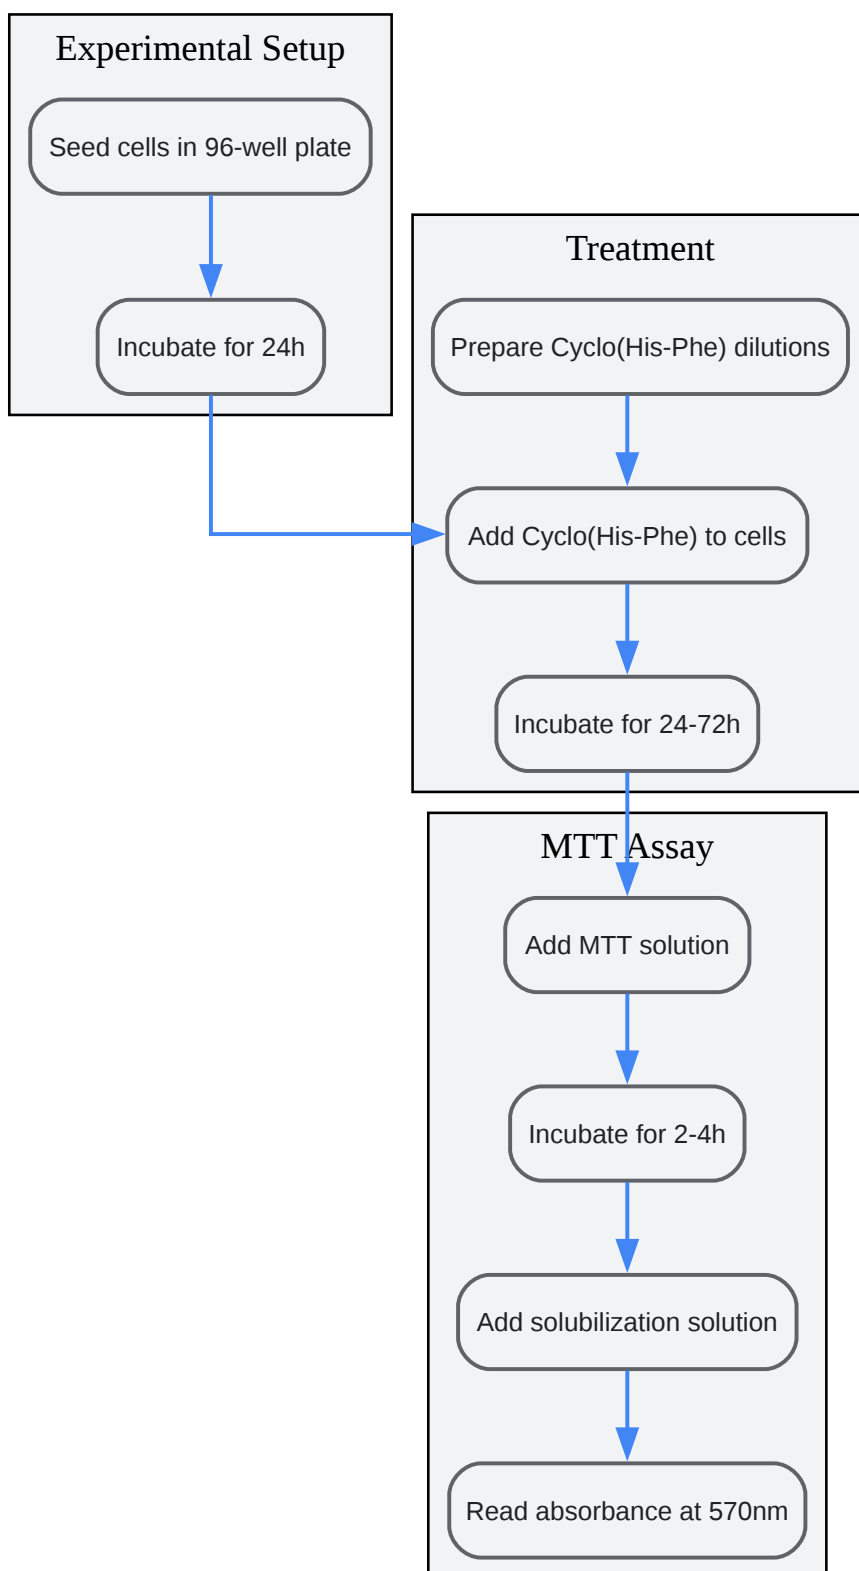 Experimental Setup
Seed cells in 96-well plate
Incubate for 24h
Treatment
Prepare Cyclo(His-Phe) dilutions
Add Cyclo(His-Phe) to cells
Incubate for 24-72h
MTT Assay
Add MTT solution
Incubate for 2-4h
Add solubilization solution
Read absorbance at 570nm